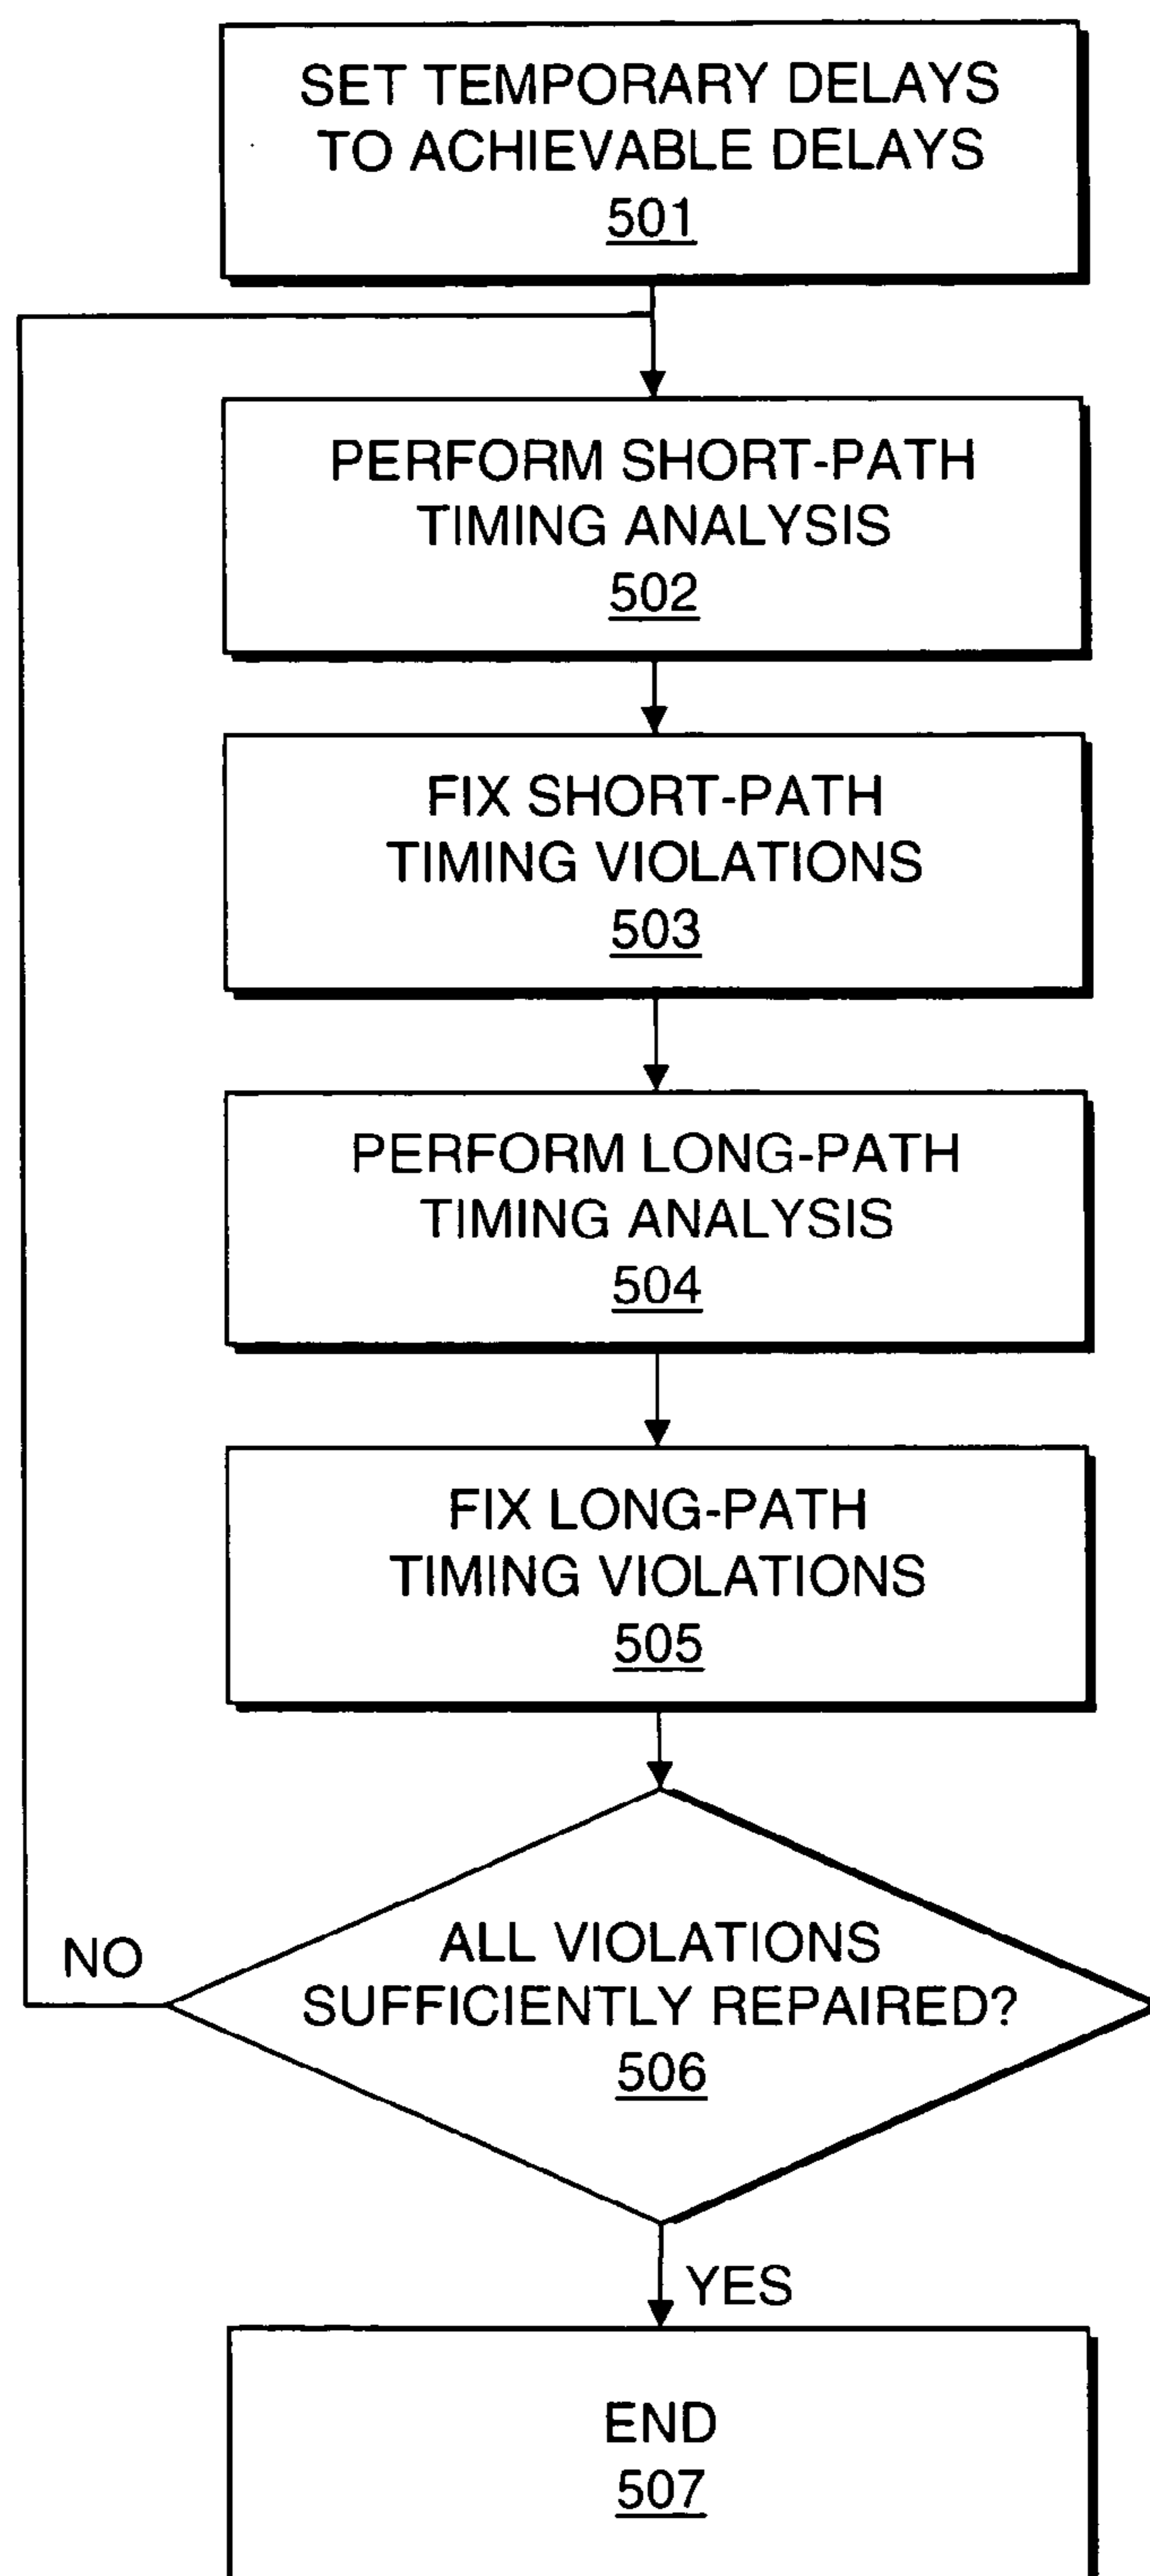 SET TEMPORARY DELAYS
TO ACHIEVABLE DELAYS
501
PERFORM SHORT-PATH
TIMING ANALYSIS
502
FIX SHORT-PATH
TIMING VIOLATIONS
503
PERFORM LONG-PATH
TIMING ANALYSIS
504
FIX LONG-PATH
TIMING VIOLATIONS
505
ALL VIOLATIONS
SUFFICIENTLY REPAIRED?
506
NO
YES
END
507